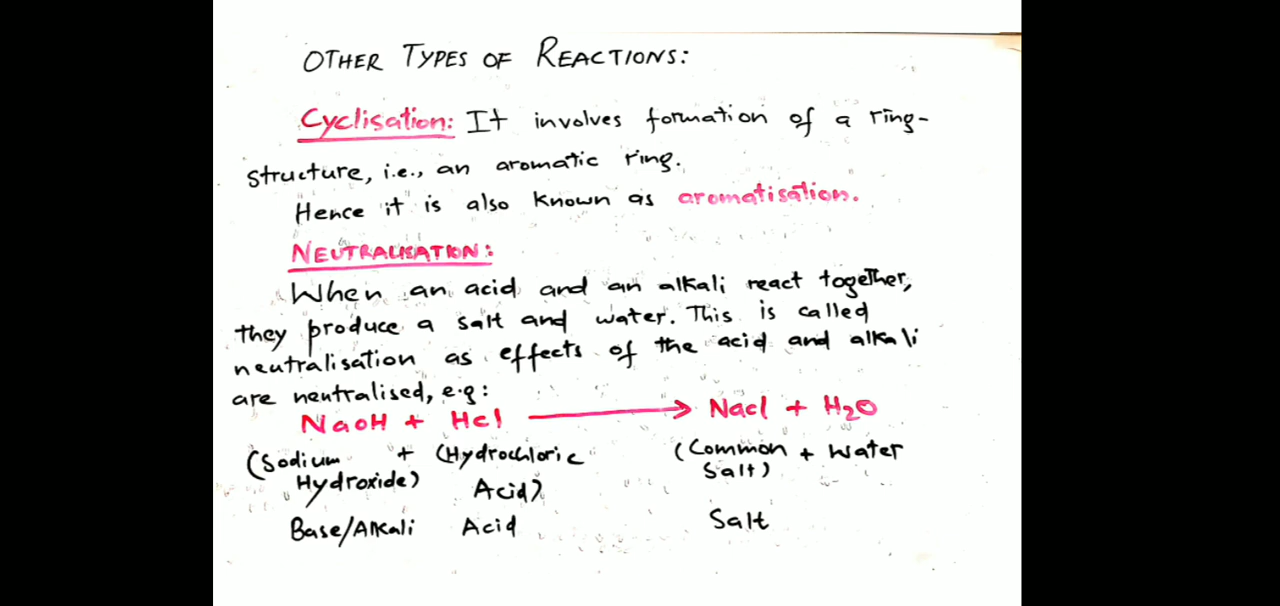 OTHER TYPES OF REACTIONS:
Cyclisation: It involves formation of a ring-
structure, i.e., an aromatic ring.
Hence it is also known as aromatisation.
NEUTRALISATION:
When an acid and an alkali react together,
they produce a salt and water. This is called
neutralisation as effects of the acid and alkali
are neutralised, e.g:
NaOH + Hcl → Nacl + H2O
(Sodium + (Hydrochloric (Common + Water
Hydroxide) Acid) Salt)
Base/Alkali Acid Salt